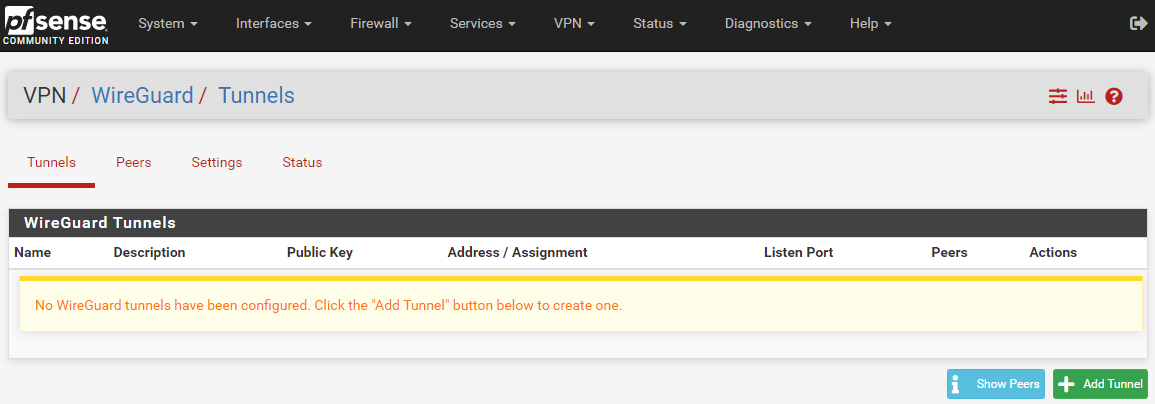 pfsense
COMMUNITY EDITION
System Interfaces Firewall Services VPN Status Diagnostics Help
VPN / WireGuard / Tunnels
Tunnels Peers Settings Status
WireGuard Tunnels
Name Description Public Key Address / Assignment Listen Port Peers Actions
No WireGuard tunnels have been configured. Click the "Add Tunnel" button below to create one.
Show Peers Add Tunnel